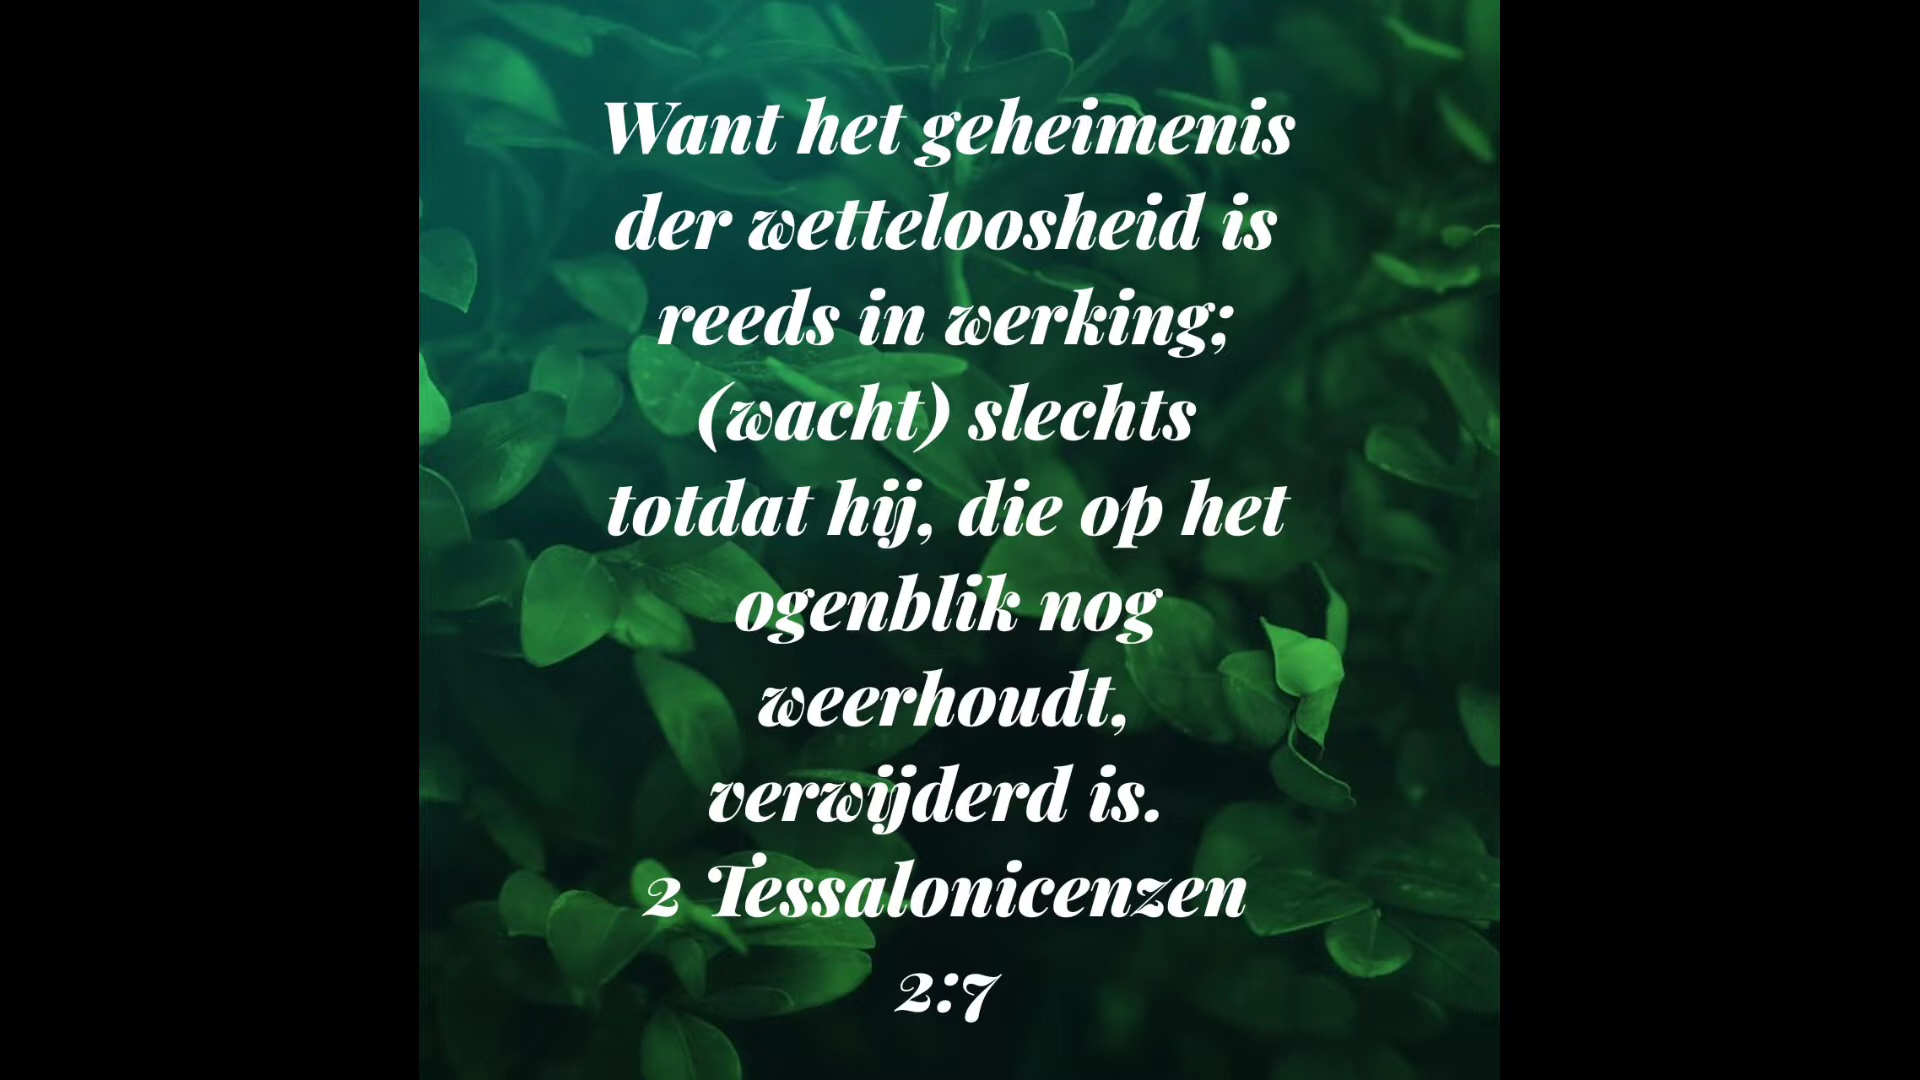 Want het geheimenis
der wetteloosheid is
reeds in werking;
(wacht) slechts
totdat hij, die op het
ogenblik nog
weerhoudt,
verwijderd is.
2 Tessalonicenzen
2:7